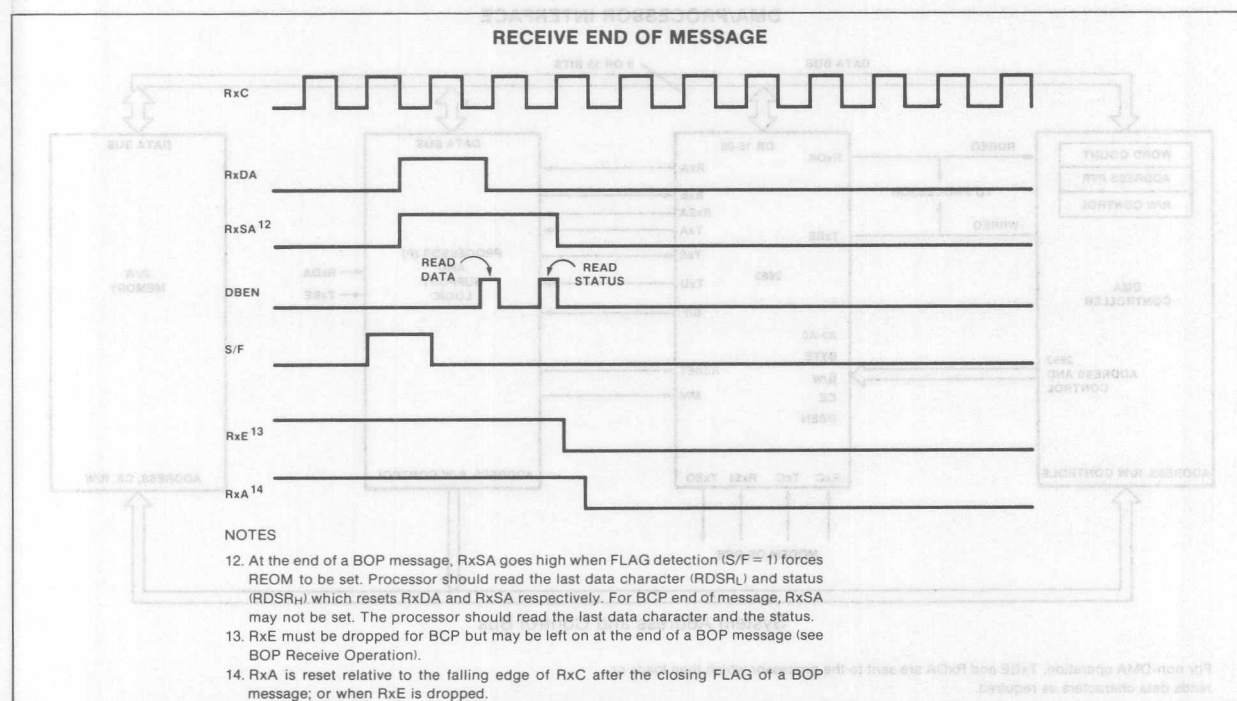 RECEIVE END OF MESSAGE
RxC
RxDA
RxSA 12
READ DATA
READ STATUS
DBEN
S/F
RxE 13
RxA 14
NOTES
12. At the end of a BOP message, RxSA goes high when FLAG detection (S/F = 1) forces
REOM to be set. Processor should read the last data character (RDSRL) and status
(RDSRH) which resets RxDA and RxSA respectively. For BCP end of message, RxSA
may not be set. The processor should read the last data character and the status.
13. RxE must be dropped for BCP but may be left on at the end of a BOP message (see
BOP Receive Operation).
14. RxA is reset relative to the falling edge of RxC after the closing FLAG of a BOP
message; or when RxE is dropped.